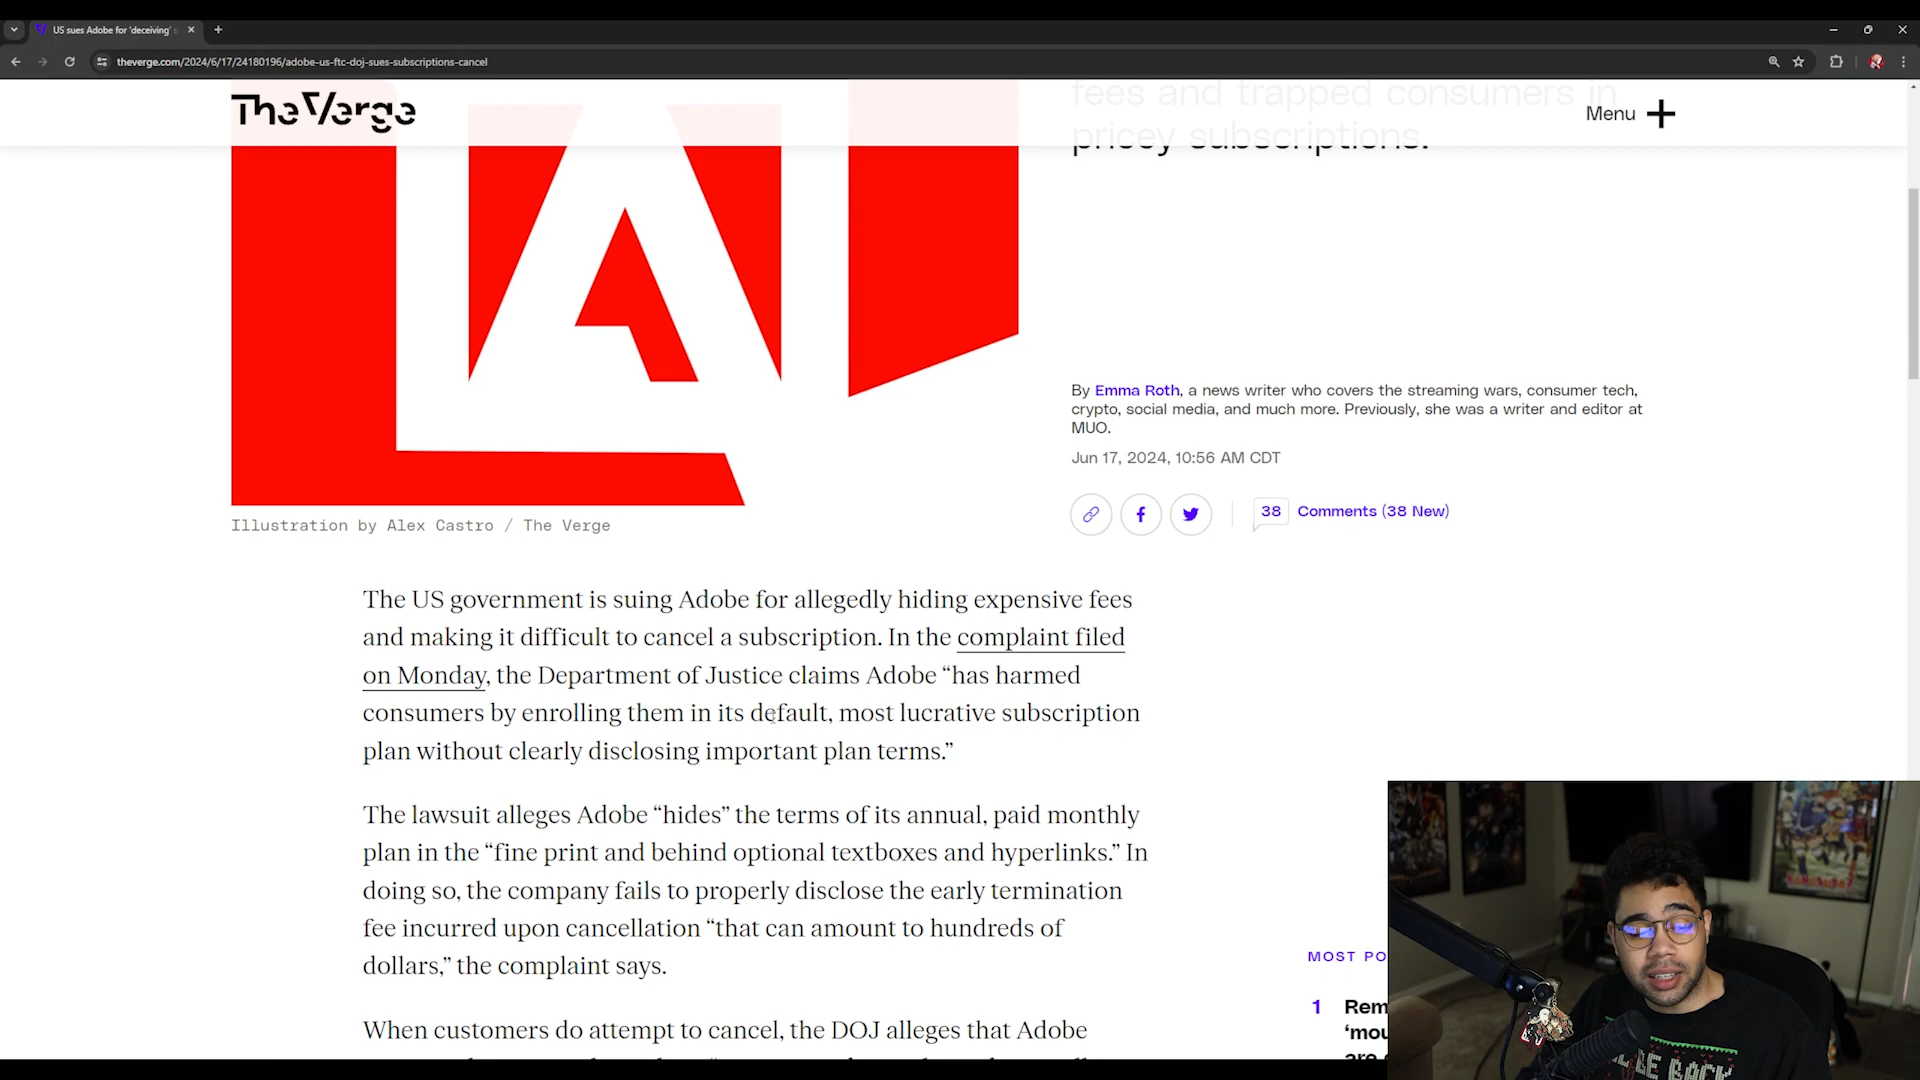 US sues Adobe for 'deceiving'
theverge.com/2024/6/17/24180196/adobe-us-ftc-doj-sues-subscriptions-cancel
The Verge
Menu
fees and trapped consumers in
pricey subscriptions.
By Emma Roth, a news writer who covers the streaming wars, consumer tech,
crypto, social media, and much more. Previously, she was a writer and editor at
MUO.
Jun 17, 2024, 10:56 AM CDT
38 Comments (38 New)
Illustration by Alex Castro / The Verge
The US government is suing Adobe for allegedly hiding expensive fees
and making it difficult to cancel a subscription. In the complaint filed
on Monday, the Department of Justice claims Adobe “has harmed
consumers by enrolling them in its default, most lucrative subscription
plan without clearly disclosing important plan terms.”
The lawsuit alleges Adobe “hides” the terms of its annual, paid monthly
plan in the “fine print and behind optional textboxes and hyperlinks.” In
doing so, the company fails to properly disclose the early termination
fee incurred upon cancellation “that can amount to hundreds of
dollars,” the complaint says.
When customers do attempt to cancel, the DOJ alleges that Adobe
MOST PO
1 Rem
‘mou
are
BACK